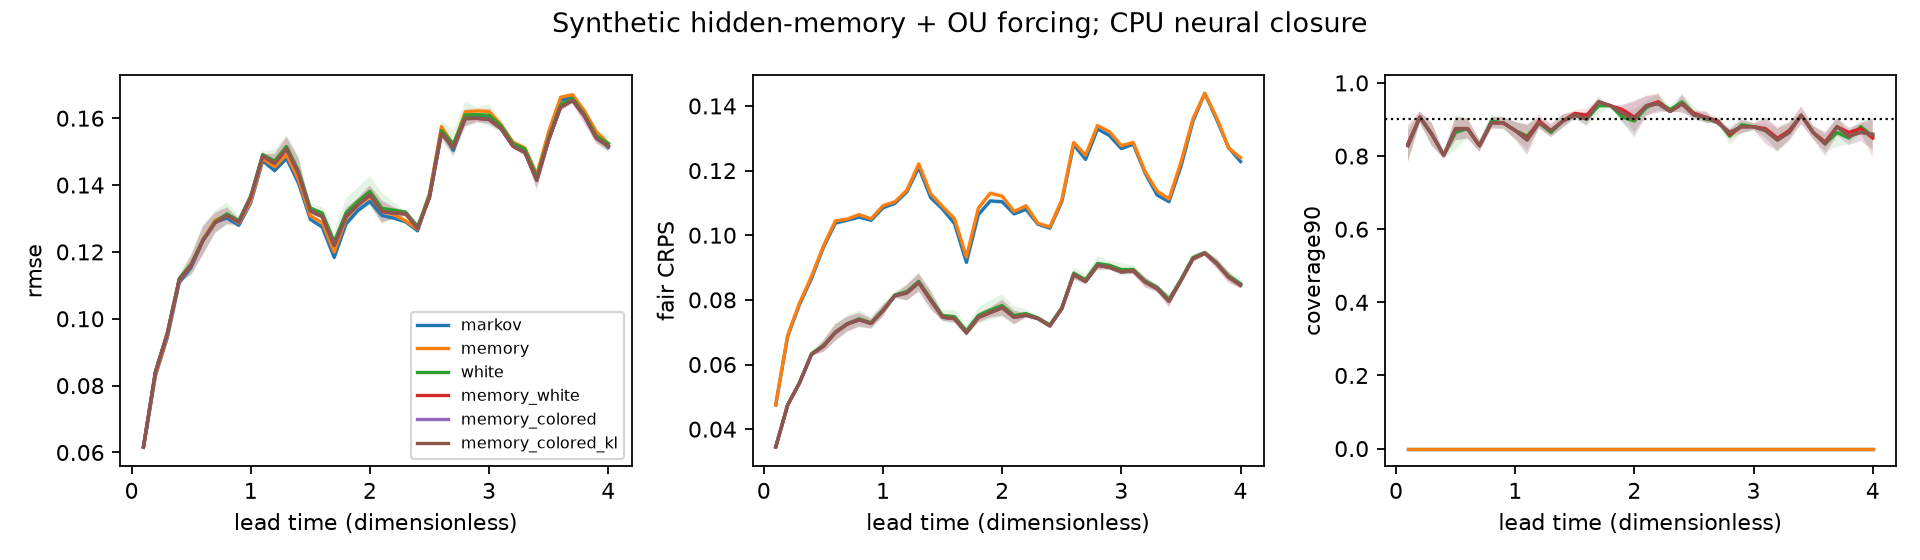 Synthetic hidden-memory + OU forcing; CPU neural closure
rmse
0.16
0.14
0.12
0.10
0.08
0.06
0
1
2
3
4
lead time (dimensionless)
markov
memory
white
memory_white
memory_colored
memory_colored_kl
fair CRPS
0.14
0.12
0.10
0.08
0.06
0.04
0
1
2
3
4
lead time (dimensionless)
coverage90
1.0
0.8
0.6
0.4
0.2
0.0
0
1
2
3
4
lead time (dimensionless)